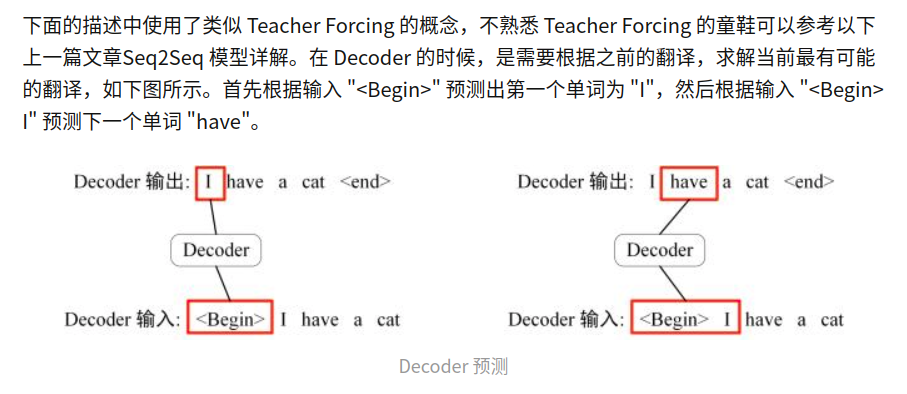 下面的描述中使用了类似 Teacher Forcing 的概念，不熟悉 Teacher Forcing 的童鞋可以参考以下
上一篇文章Seq2Seq 模型详解。在 Decoder 的时候，是需要根据之前的翻译，求解当前最有可能
的翻译，如下图所示。首先根据输入 "<Begin>" 预测出第一个单词为 "I"，然后根据输入 "<Begin>
I" 预测下一个单词 "have"。
Decoder 输出: I have a cat <end>
Decoder
Decoder 输入: <Begin> I have a cat
Decoder 输出: I have a cat <end>
Decoder
Decoder 输入: <Begin> I have a cat
Decoder 预测